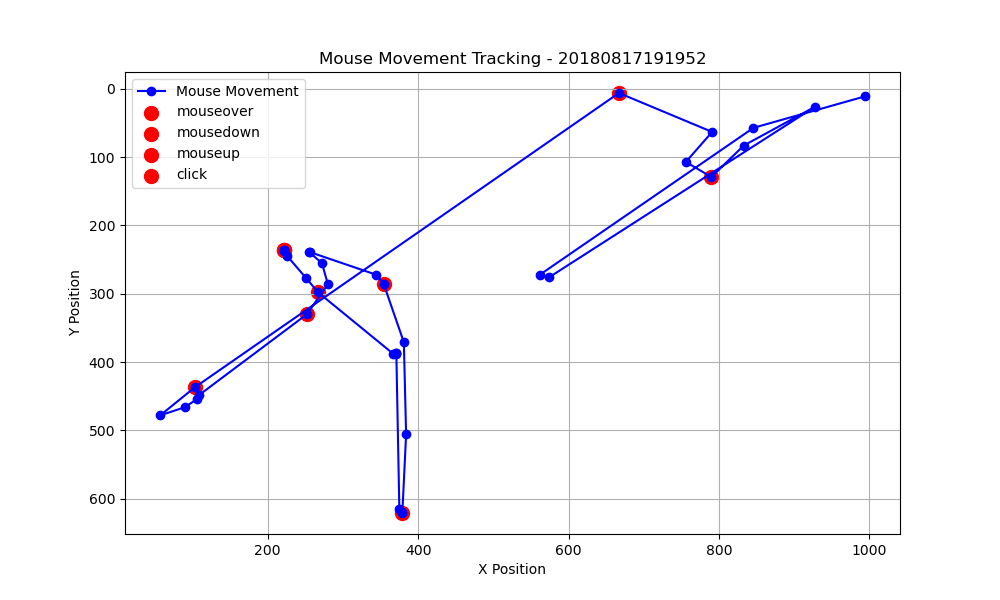 Mouse Movement Tracking - 20180817191952
Mouse Movement
mouseover
mousedown
mouseup
click
0
100
200
300
400
500
600
Y Position
200 400 600 800 1000
X Position